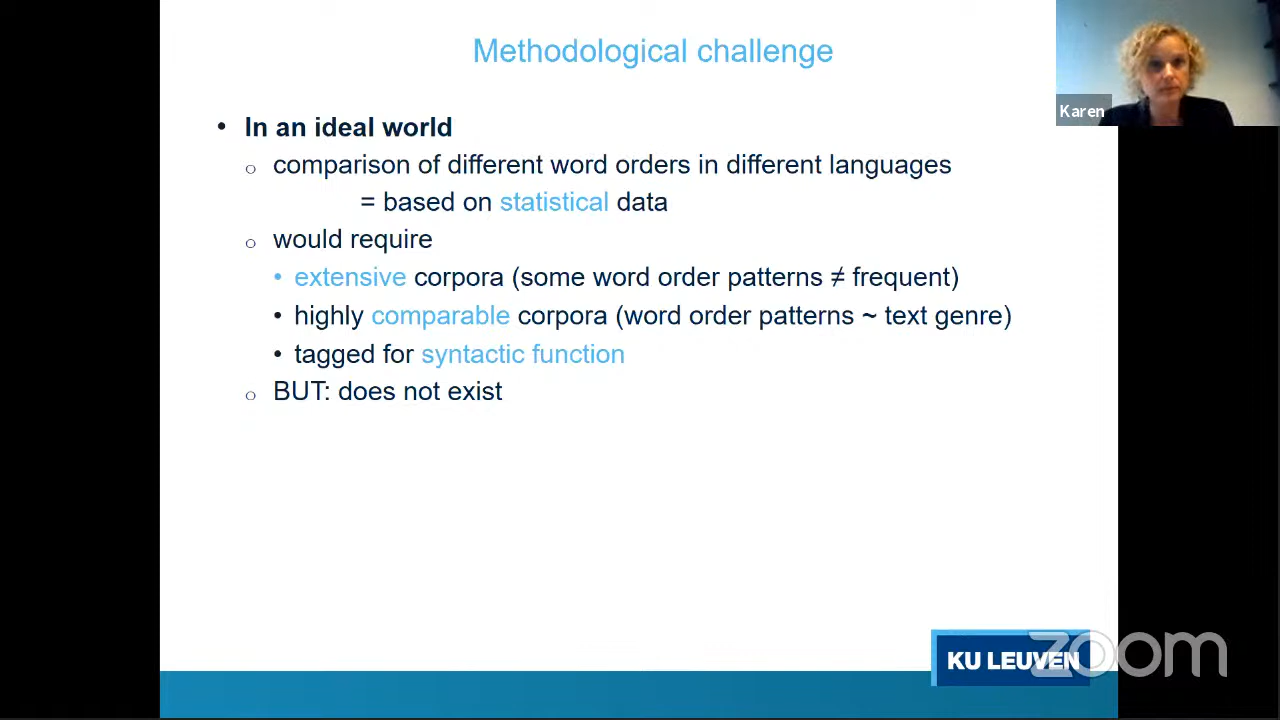 Methodological challenge
Karen
• In an ideal world
o comparison of different word orders in different languages
= based on statistical data
o would require
• extensive corpora (some word order patterns ≠ frequent)
• highly comparable corpora (word order patterns ~ text genre)
• tagged for syntactic function
o BUT: does not exist
KU LEUVEN
zoom